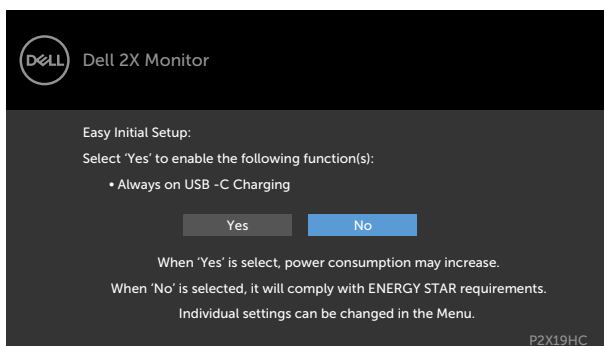 DELL
Dell 2X Monitor
Easy Initial Setup:
Select ‘Yes’ to enable the following function(s):
• Always on USB -C Charging
Yes No
When ‘Yes’ is select, power consumption may increase.
When ‘No’ is selected, it will comply with ENERGY STAR requirements.
Individual settings can be changed in the Menu.
P2X19HC